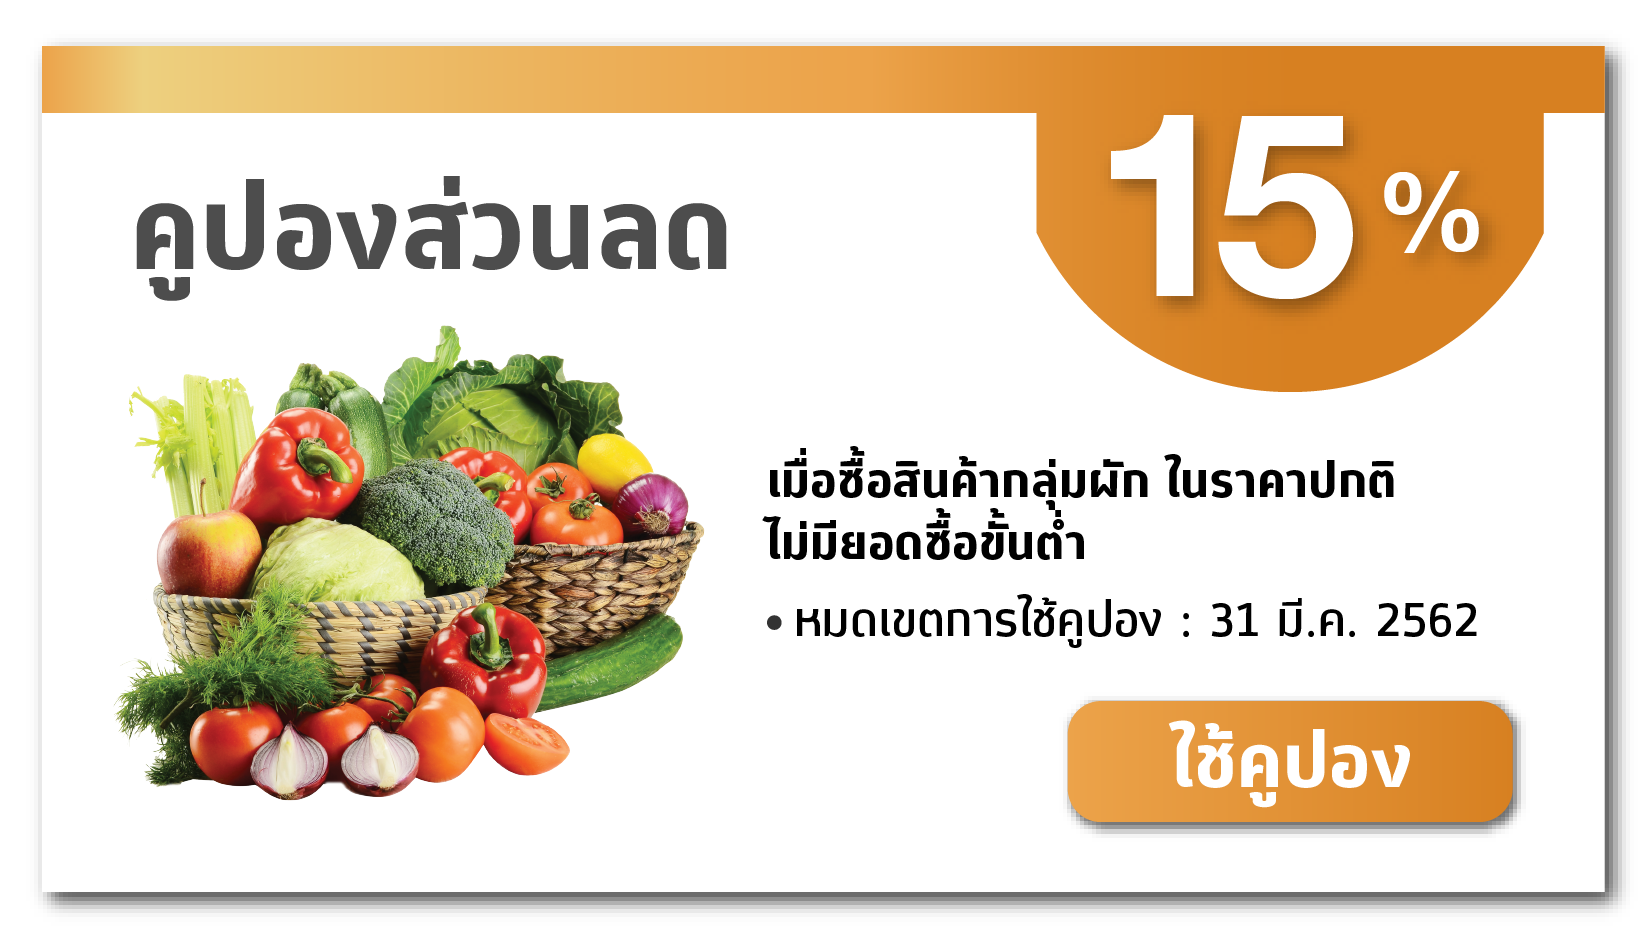 คูปองส่วนลด
15%
เมื่อซื้อสินค้ากลุ่มผัก ในราคาปกติ
ไม่มียอดซื้อขั้นต่ำ
• หมดเขตการใช้คูปอง : 31 มี.ค. 2562
ใช้คูปอง